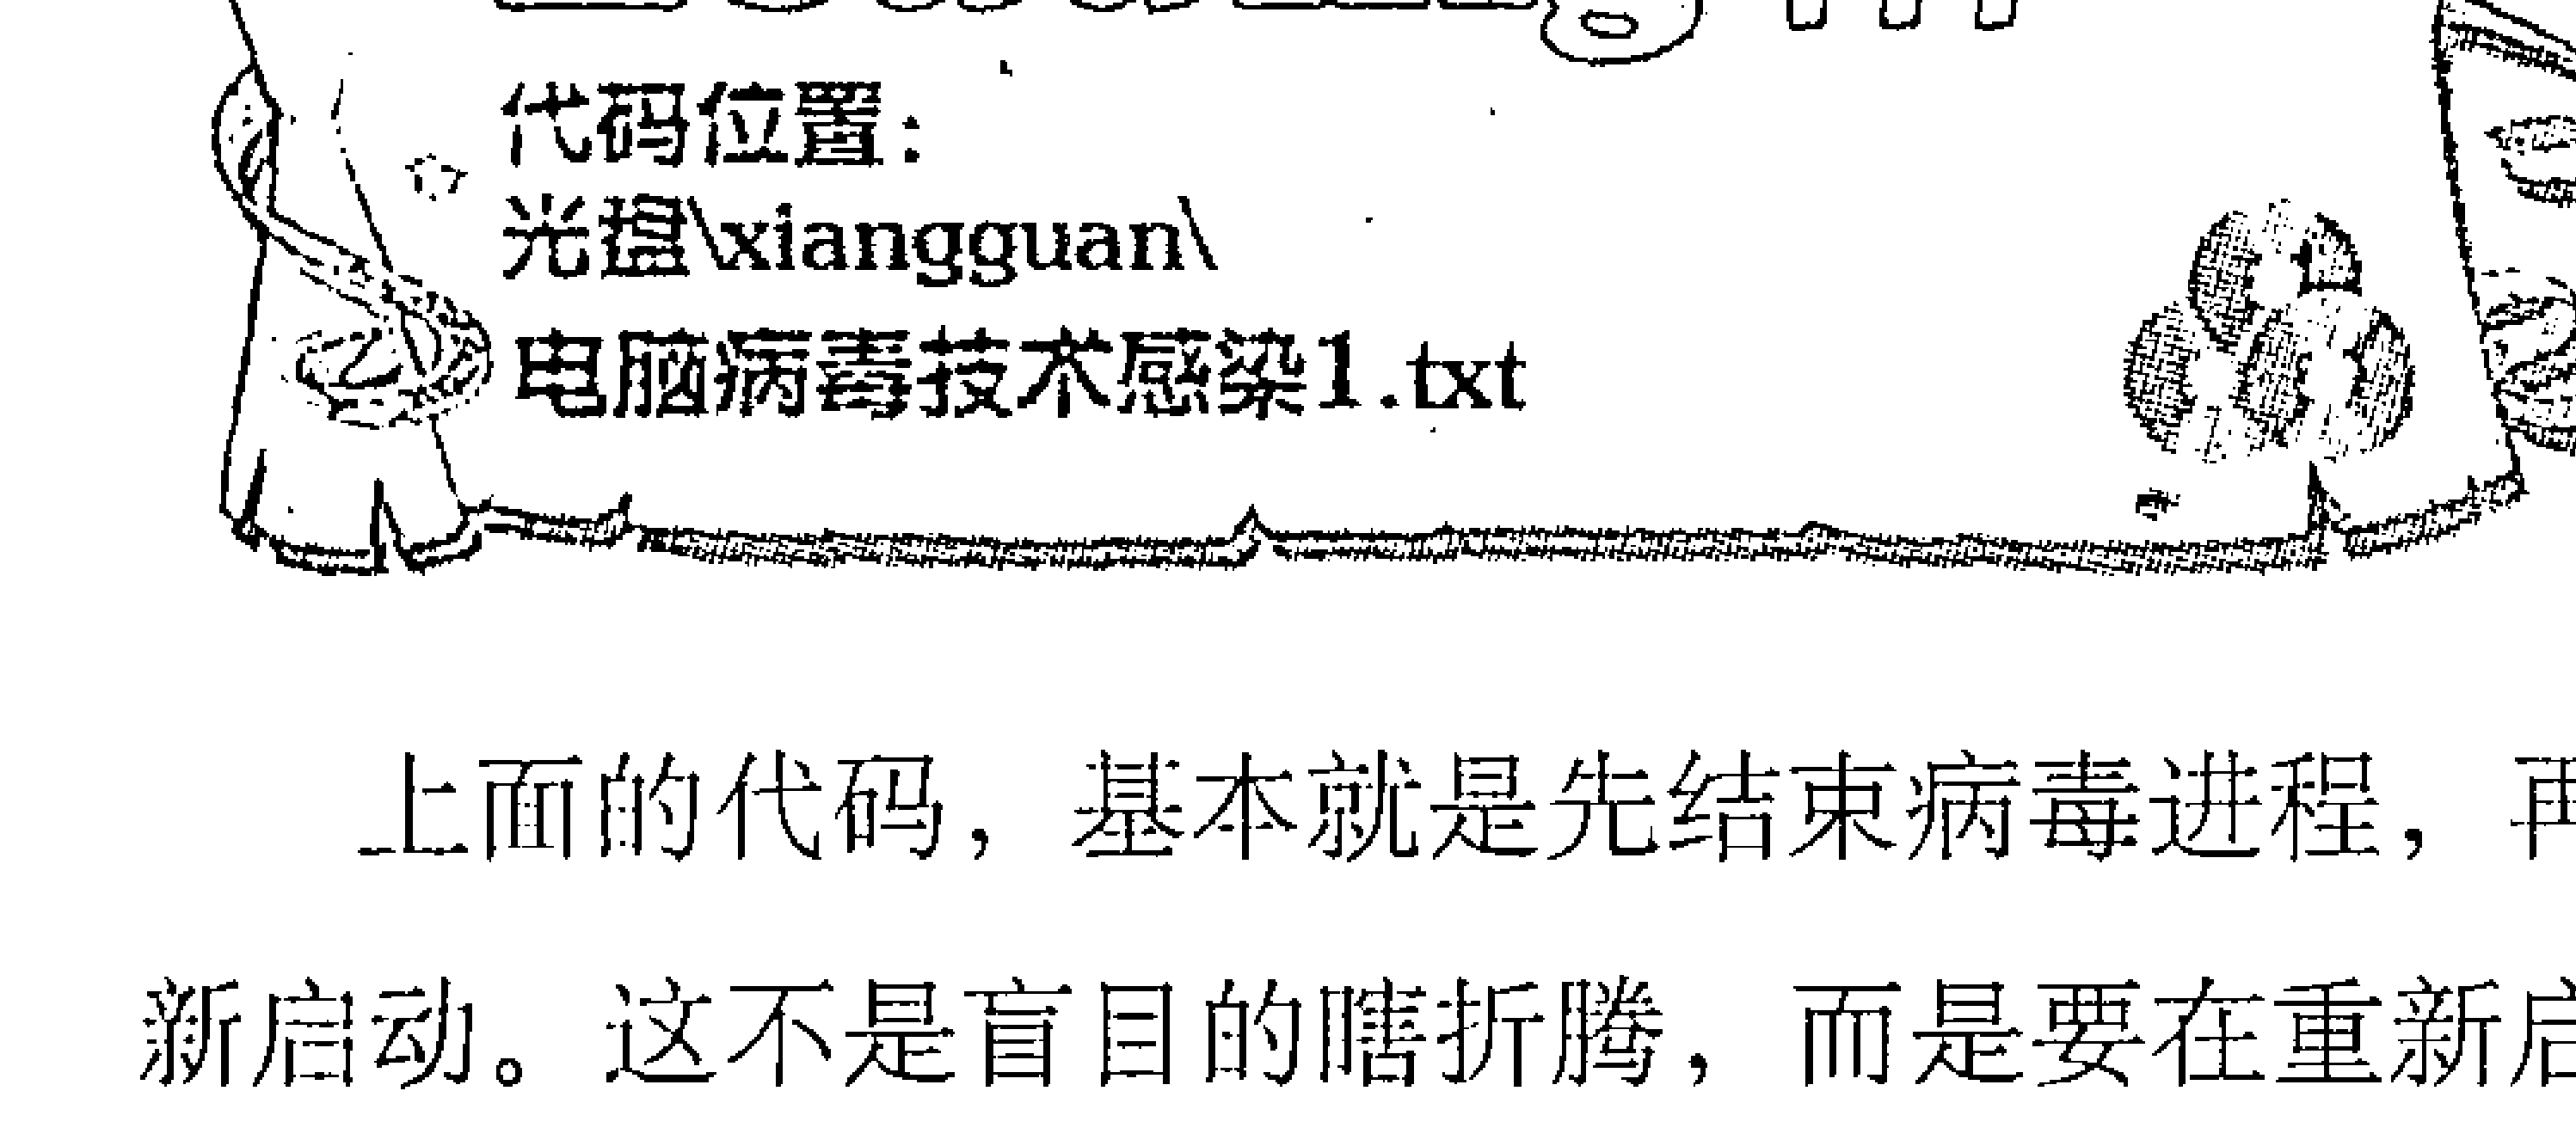 代码位置：
光盘\xiangguan\
电脑病毒技术感染1.txt
上面的代码，基本就是先结束病毒进程，再
新启动。这不是盲目的瞎折腾，而是要在重新启